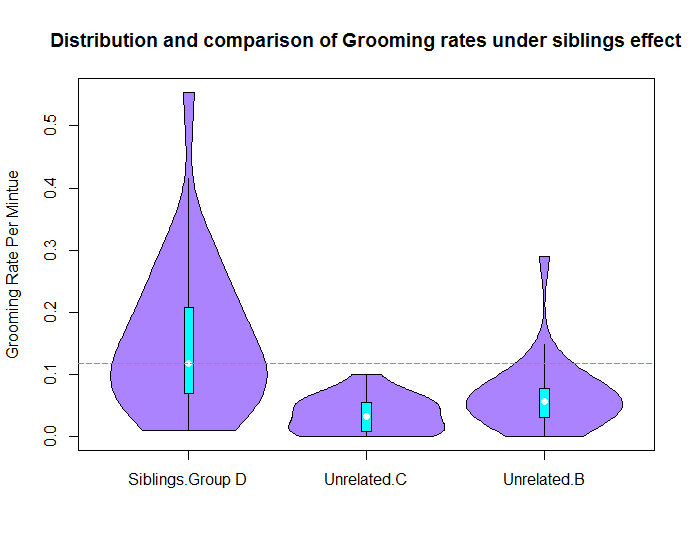 Distribution and comparison of Grooming rates under siblings effect
Grooming Rate Per Mintue
0.5
0.4
0.3
0.2
0.1
0.0
Siblings.Group D
Unrelated.C
Unrelated.B